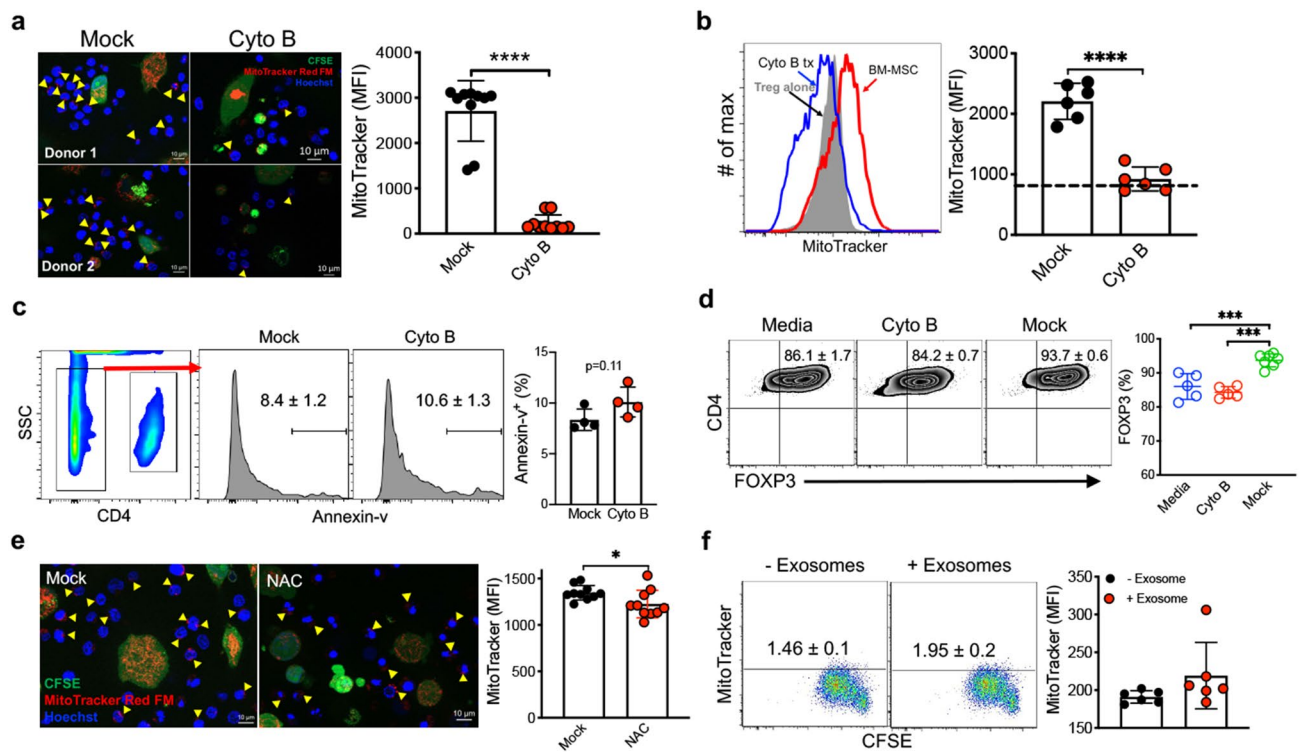 a
Mock
Cyto B
CFSE
MitoTracker Red FM
Hoechst
Donor 1
10 μm
10 μm
Donor 2
10 μm
10 μm
MitoTracker (MFI)
4000
3000
2000
1000
0
****
Mock
Cyto B
b
Cyto B tx
Treg alone
BM-MSC
# of max
MitoTracker
MitoTracker (MFI)
3000
2000
1000
0
****
Mock
Cyto B
c
Mock
Cyto B
SSC
CD4
8.4 ± 1.2
10.6 ± 1.3
Annexin-v
Annexin-v+ (%)
15
10
5
0
p=0.11
Mock Cyto B
d
Media
Cyto B
Mock
86.1 ± 1.7
84.2 ± 0.7
93.7 ± 0.6
CD4
FOXP3
FOXP3 (%)
100
90
80
70
60
***
***
Media
Cyto B
Mock
e
Mock
NAC
CFSE
MitoTracker Red FM
Hoechst
10 μm
10 μm
MitoTracker (MFI)
1500
1000
500
0
*
Mock
NAC
f
- Exosomes
+ Exosomes
MitoTracker
1.46 ± 0.1
1.95 ± 0.2
CFSE
MitoTracker (MFI)
350
300
250
200
150
- Exosome
+ Exosome